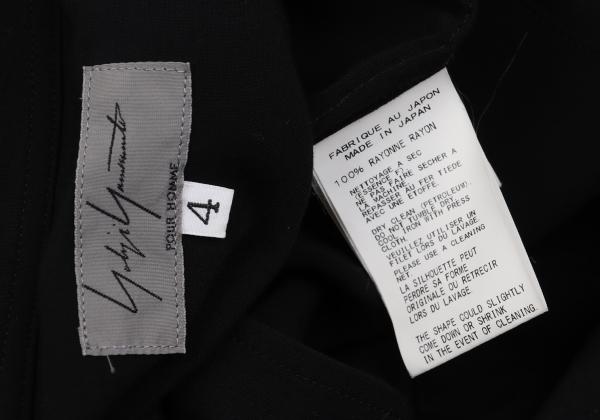 Yohji Yamamoto
POUR HOMME
4
FABRIQUE AU JAPON
MADE IN JAPAN
100% RAYONNE RAYON
NETTOYAGE A SEC
(ESSENCE F)
NE PAS FAIRE SECHER A
LA MACHINE.
REPASSER AU FER TIEDE
AVEC UNE ETOFFE.
DRY CLEAN (PETROLEUM).
DO NOT TUMBLE DRY.
COOL IRON WITH PRESS
CLOTH.
VEUILLEZ UTILISER UN
FILET LORS DU LAVAGE.
PLEASE USE A CLEANING
NET.
LA SILHOUETTE PEUT
PERDRE SA FORME
ORIGINALE OU RETRECIR
LORS DU LAVAGE.
THE SHAPE COULD SLIGHTLY
COME DOWN OR SHRINK
IN THE EVENT OF CLEANING.